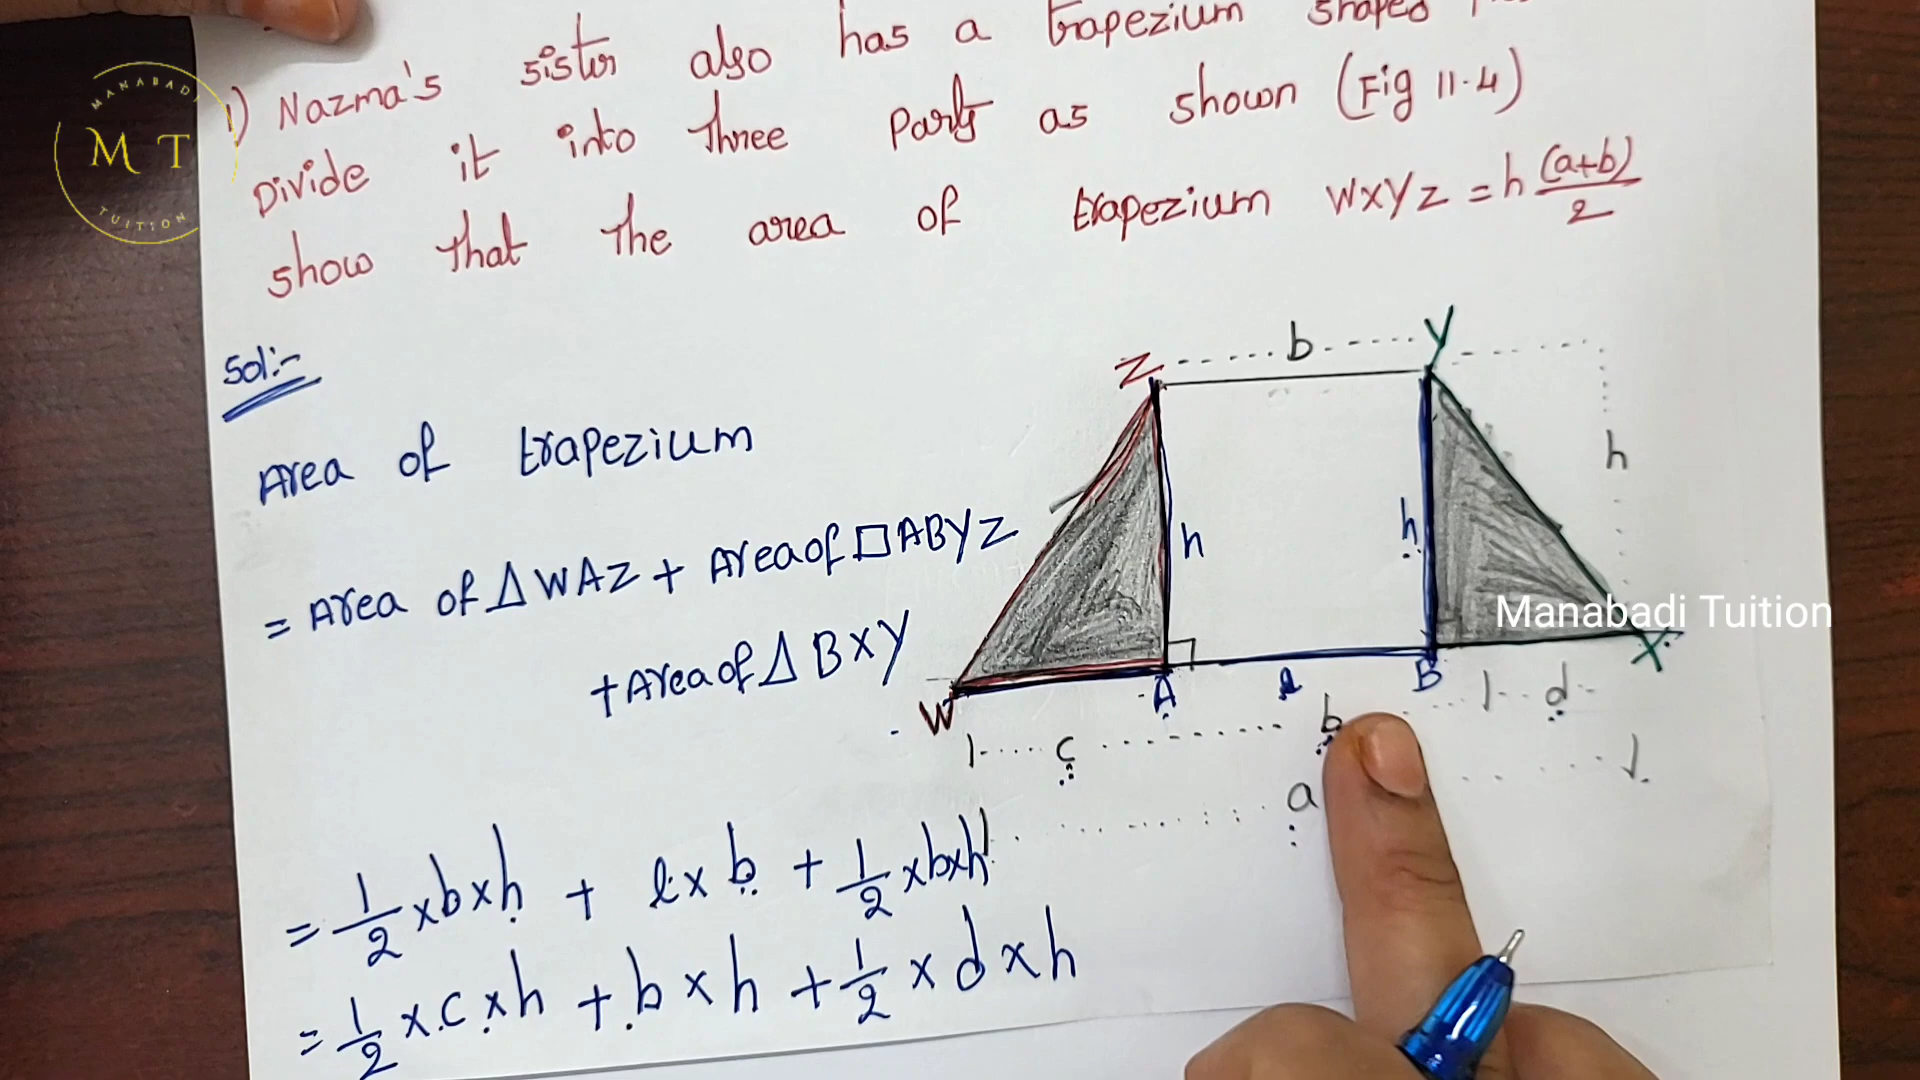 MANABADI
M T
TUITION
1) Nazma's sister also has a trapezium shaped
Divide it into three parts as shown (Fig 11.4)
show that the area of trapezium WXYZ = h (a+b)/2
Sol:-
Area of trapezium
= Area of Δ WAZ + Area of □ ABYZ
+ Area of Δ BXY
Z b Y
h h h
W A B X
c b d
a
= 1/2 × b × h + l × b + 1/2 × b × h
= 1/2 × c × h + b × h + 1/2 × d × h
Manabadi Tuition